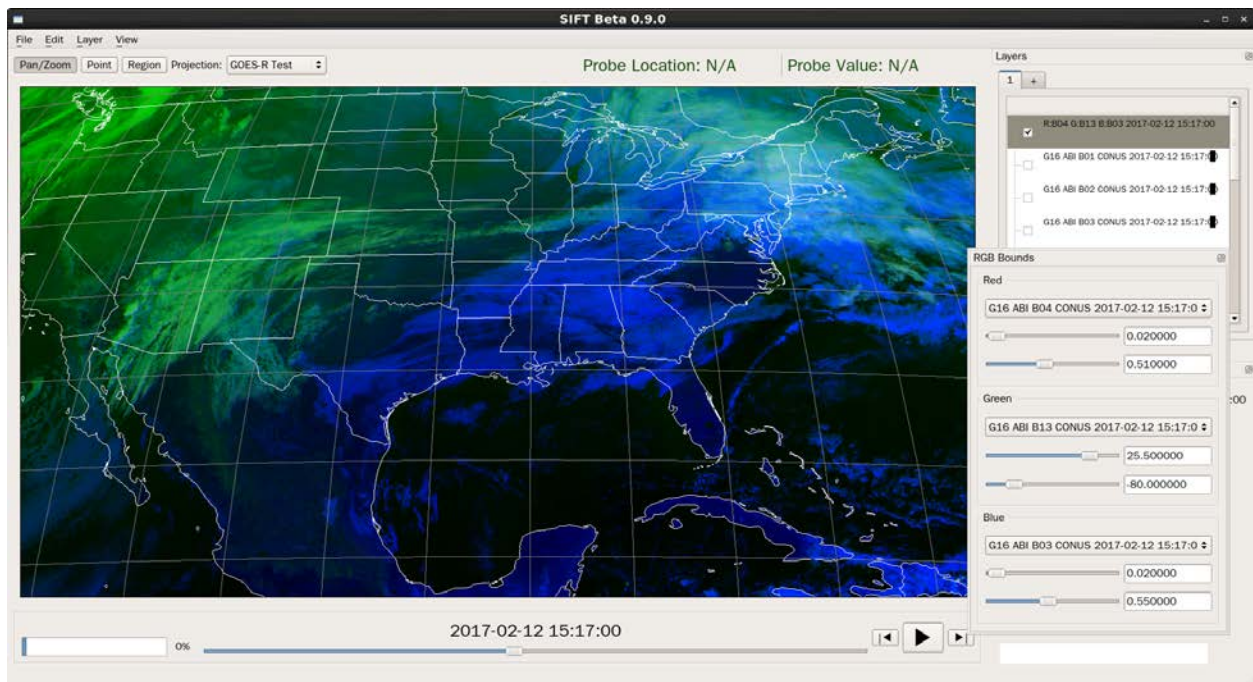 SIFT Beta 0.9.0
File Edit Layer View
Pan/Zoom Point Region Projection: GOES-R Test Probe Location: N/A Probe Value: N/A
Layers
1 +
R:B04 G:B13 B:B03 2017-02-12 15:17:00
G16 ABI B01 CONUS 2017-02-12 15:17:
G16 ABI B02 CONUS 2017-02-12 15:17:
G16 ABI B03 CONUS 2017-02-12 15:17:
RGB Bounds
Red
G16 ABI B04 CONUS 2017-02-12 15:17:0
0.020000
0.510000
:00
Green
G16 ABI B13 CONUS 2017-02-12 15:17:0
25.500000
-80.000000
Blue
G16 ABI B03 CONUS 2017-02-12 15:17:0
0.020000
0.550000
2017-02-12 15:17:00
0%